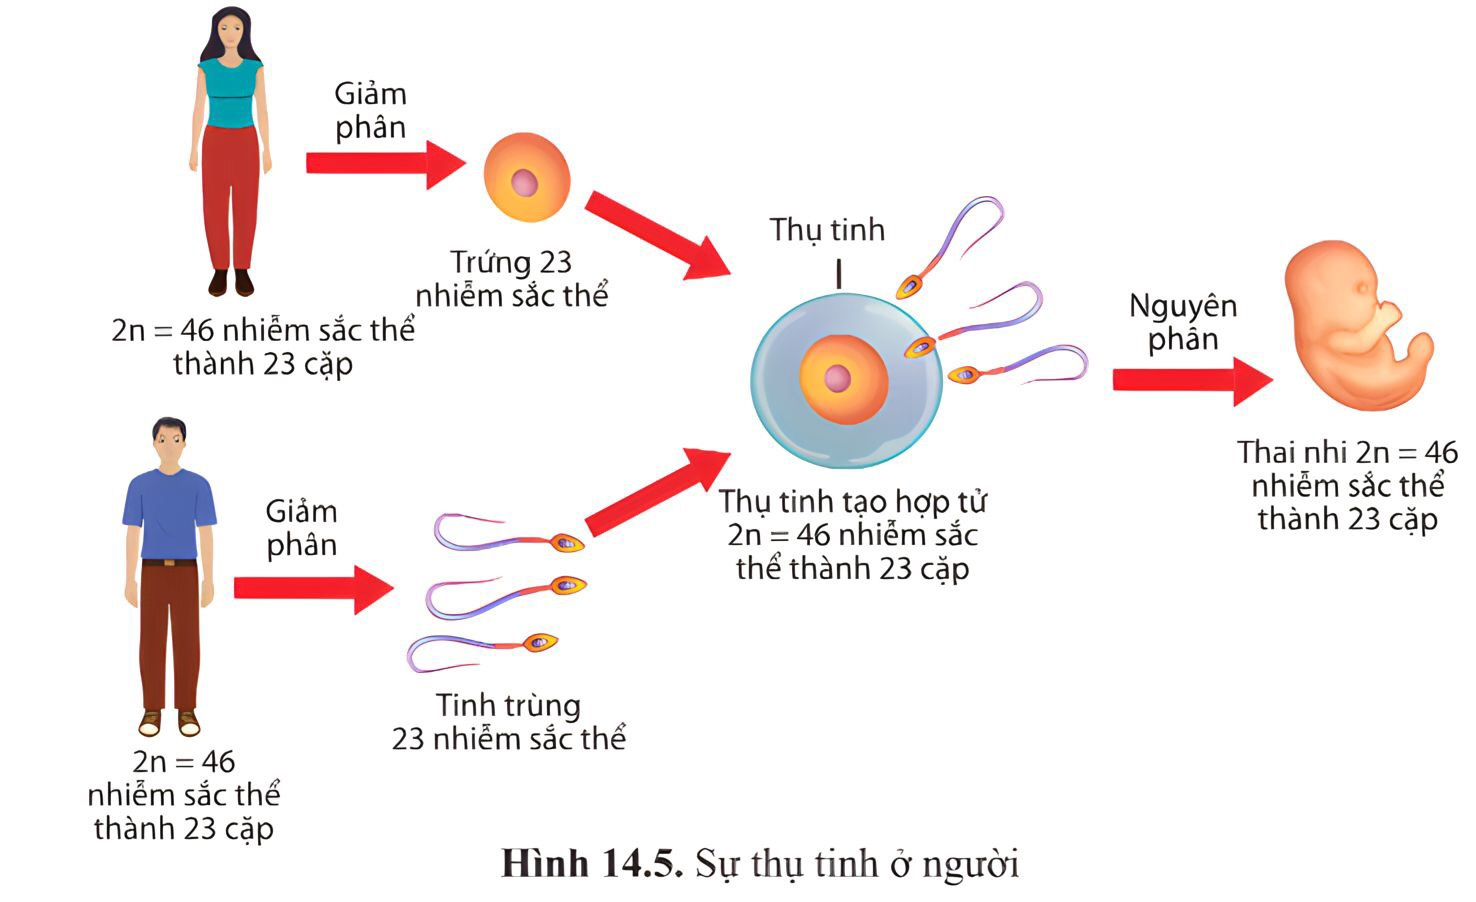 Giảm
phân
Trứng 23
nhiễm sắc thể
2n = 46 nhiễm sắc thể
thành 23 cặp
Giảm
phân
Tinh trùng
23 nhiễm sắc thể
2n = 46
nhiễm sắc thể
thành 23 cặp
Thụ tinh
Thụ tinh tạo hợp tử
2n = 46 nhiễm sắc
thể thành 23 cặp
Nguyên
phân
Thai nhi 2n = 46
nhiễm sắc thể
thành 23 cặp
Hình 14.5. Sự thụ tinh ở người